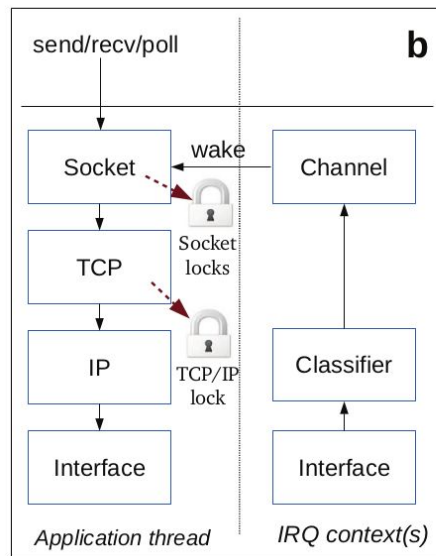 send/recv/poll
b
Socket
wake
Channel
Socket
locks
TCP
IP
TCP/IP
lock
Classifier
Interface
Interface
Application thread
IRQ context(s)